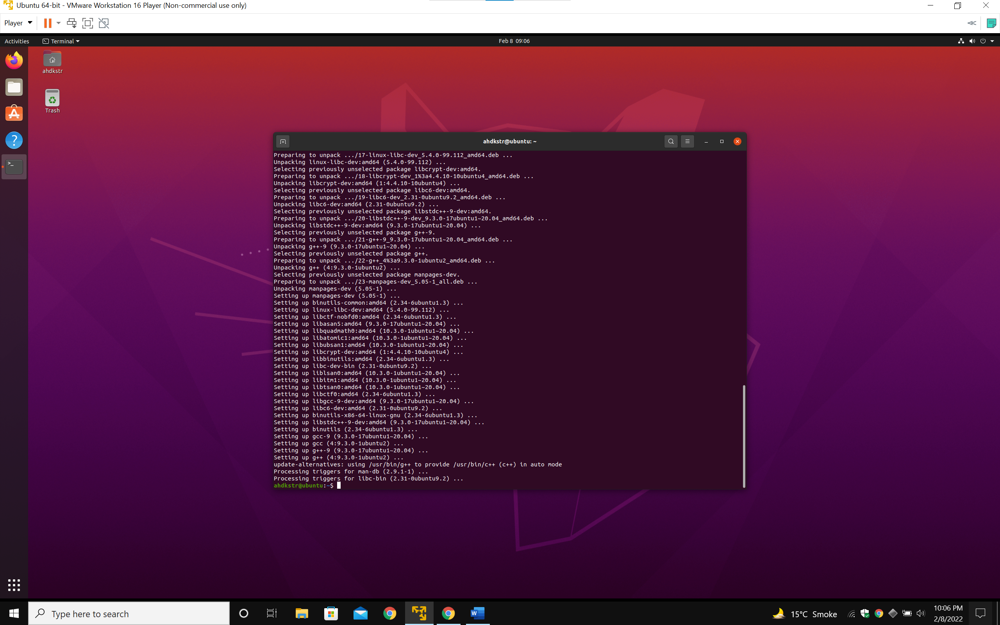 Ubuntu 64-bit - VMware Workstation 16 Player (Non-commercial use only)
Player
Activities
Terminal
Feb 8 09:06
ahdkstr
Trash
ahdkstr@ubuntu: ~
Preparing to unpack .../17-linux-libc-dev_5.4.0-99.112_amd64.deb ...
Unpacking linux-libc-dev:amd64 (5.4.0-99.112) ...
Selecting previously unselected package libcrypt-dev:amd64.
Preparing to unpack .../18-libcrypt-dev_1%3a4.4.10-10ubuntu4_amd64.deb ...
Unpacking libcrypt-dev:amd64 (1:4.4.10-10ubuntu4) ...
Selecting previously unselected package libc6-dev:amd64.
Preparing to unpack .../19-libc6-dev_2.31-0ubuntu9.2_amd64.deb ...
Unpacking libc6-dev:amd64 (2.31-0ubuntu9.2) ...
Selecting previously unselected package libstdc++-9-dev:amd64.
Preparing to unpack .../20-libstdc++-9-dev_9.3.0-17ubuntu1~20.04_amd64.deb ...
Unpacking libstdc++-9-dev:amd64 (9.3.0-17ubuntu1~20.04) ...
Selecting previously unselected package g++-9.
Preparing to unpack .../21-g++-9_9.3.0-17ubuntu1~20.04_amd64.deb ...
Unpacking g++-9 (9.3.0-17ubuntu1~20.04) ...
Selecting previously unselected package g++.
Preparing to unpack .../22-g++_4%3a9.3.0-1ubuntu2_amd64.deb ...
Unpacking g++ (4:9.3.0-1ubuntu2) ...
Selecting previously unselected package manpages-dev.
Preparing to unpack .../23-manpages-dev_5.05-1_all.deb ...
Unpacking manpages-dev (5.05-1) ...
Setting up manpages-dev (5.05-1) ...
Setting up binutils-common:amd64 (2.34-6ubuntu1.3) ...
Setting up linux-libc-dev:amd64 (5.4.0-99.112) ...
Setting up libctf-nobfd0:amd64 (2.34-6ubuntu1.3) ...
Setting up libasan5:amd64 (9.3.0-17ubuntu1~20.04) ...
Setting up libquadmath0:amd64 (10.3.0-1ubuntu1~20.04) ...
Setting up libatomic1:amd64 (10.3.0-1ubuntu1~20.04) ...
Setting up libubsan1:amd64 (10.3.0-1ubuntu1~20.04) ...
Setting up libcrypt-dev:amd64 (1:4.4.10-10ubuntu4) ...
Setting up libbinutils:amd64 (2.34-6ubuntu1.3) ...
Setting up libc-dev-bin (2.31-0ubuntu9.2) ...
Setting up liblsan0:amd64 (10.3.0-1ubuntu1~20.04) ...
Setting up libitm1:amd64 (10.3.0-1ubuntu1~20.04) ...
Setting up libtsan0:amd64 (10.3.0-1ubuntu1~20.04) ...
Setting up libctf0:amd64 (2.34-6ubuntu1.3) ...
Setting up libgcc-9-dev:amd64 (9.3.0-17ubuntu1~20.04) ...
Setting up libc6-dev:amd64 (2.31-0ubuntu9.2) ...
Setting up binutils-x86-64-linux-gnu (2.34-6ubuntu1.3) ...
Setting up libstdc++-9-dev:amd64 (9.3.0-17ubuntu1~20.04) ...
Setting up binutils (2.34-6ubuntu1.3) ...
Setting up gcc-9 (9.3.0-17ubuntu1~20.04) ...
Setting up gcc (4:9.3.0-1ubuntu2) ...
Setting up g++-9 (9.3.0-17ubuntu1~20.04) ...
Setting up g++ (4:9.3.0-1ubuntu2) ...
update-alternatives: using /usr/bin/g++ to provide /usr/bin/c++ (c++) in auto mode
Processing triggers for man-db (2.9.1-1) ...
Processing triggers for libc-bin (2.31-0ubuntu9.2) ...
ahdkstr@ubuntu:~$
Type here to search
15°C Smoke
10:06 PM
2/8/2022